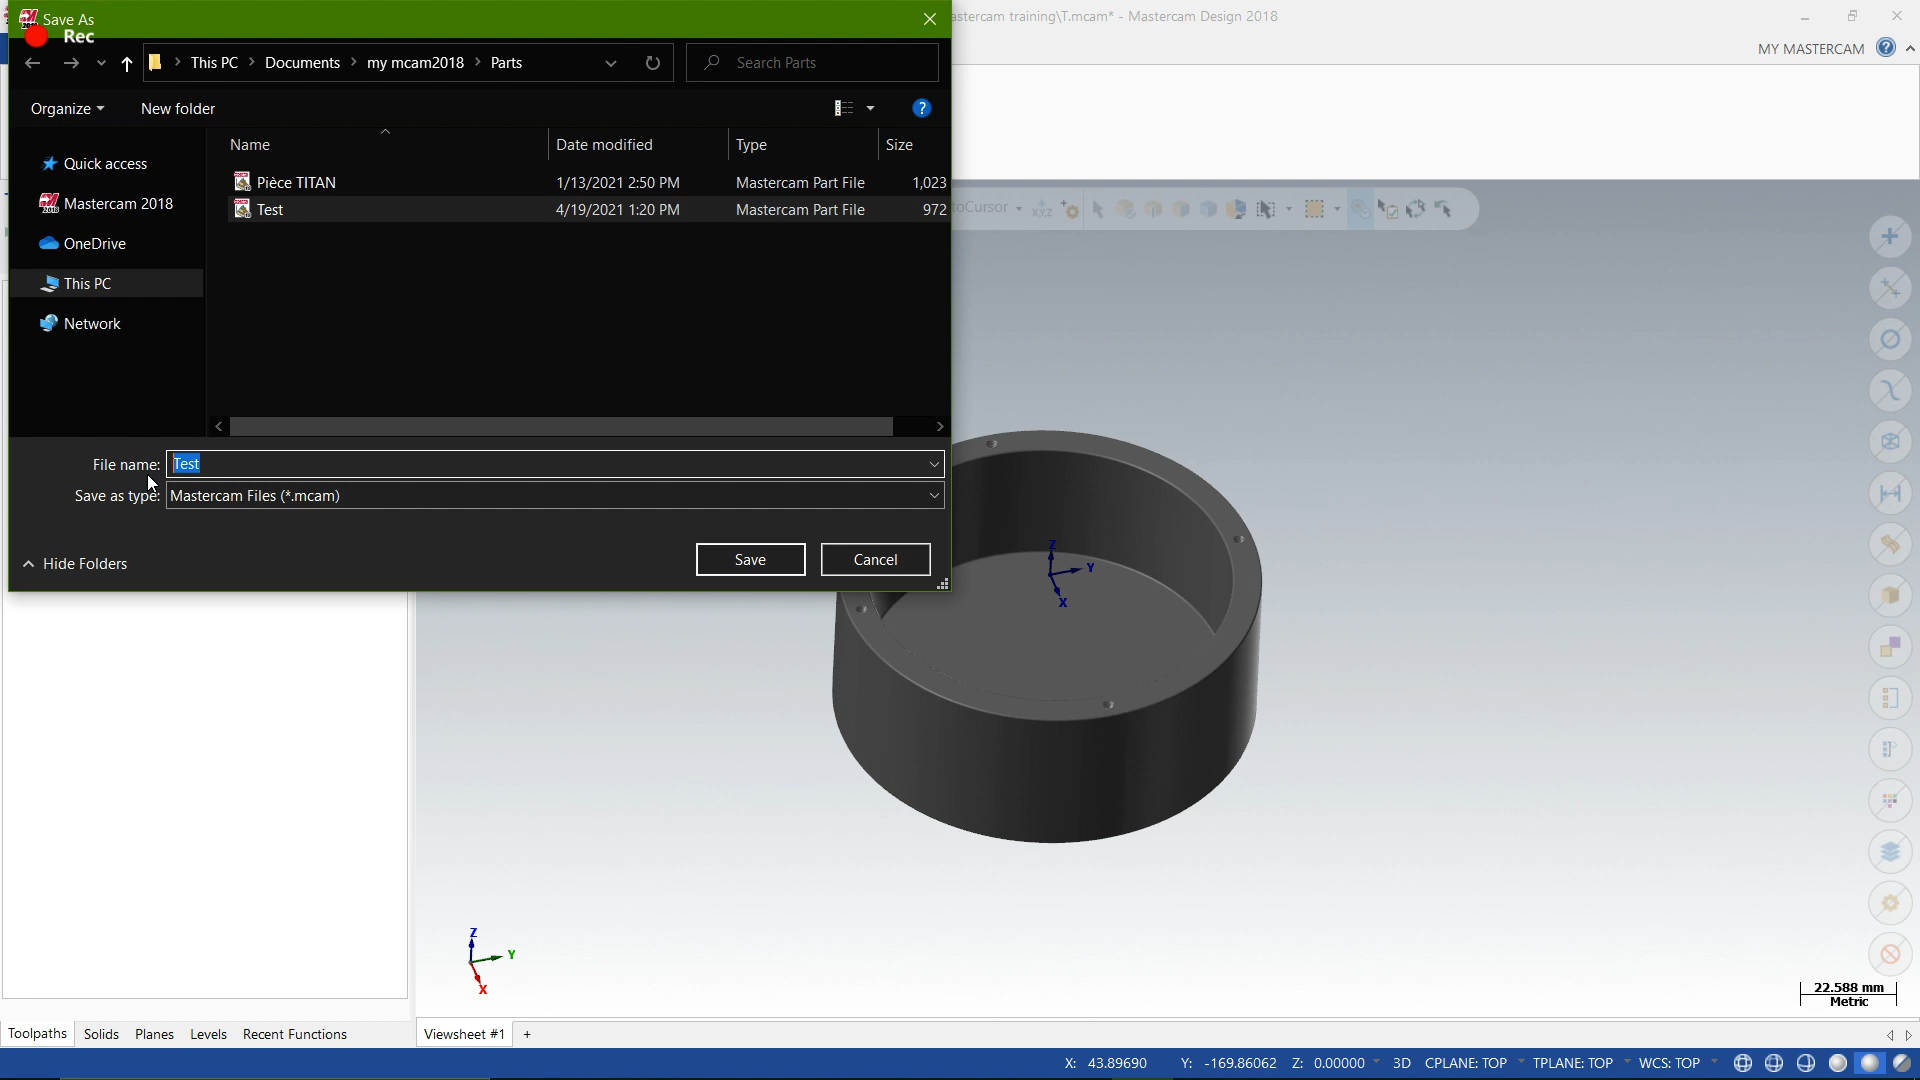 Save As
Rec
astercam training\T.mcam* - Mastercam Design 2018
MY MASTERCAM
This PC > Documents > my mcam2018 > Parts
Search Parts
Organize
New folder
Name
Date modified
Type
Size
Quick access
Mastercam 2018
OneDrive
This PC
Network
Pièce TITAN 1/13/2021 2:50 PM Mastercam Part File 1,023
Test 4/19/2021 1:20 PM Mastercam Part File 972
toCursor
File name: Test
Save as type: Mastercam Files (*.mcam)
Hide Folders
Save
Cancel
Z
Y
X
Z
Y
X
22.588 mm
Metric
Toolpaths
Solids
Planes
Levels
Recent Functions
Viewsheet #1
+
X: 43.89690 Y: -169.86062 Z: 0.00000 3D CPLANE: TOP TPLANE: TOP WCS: TOP